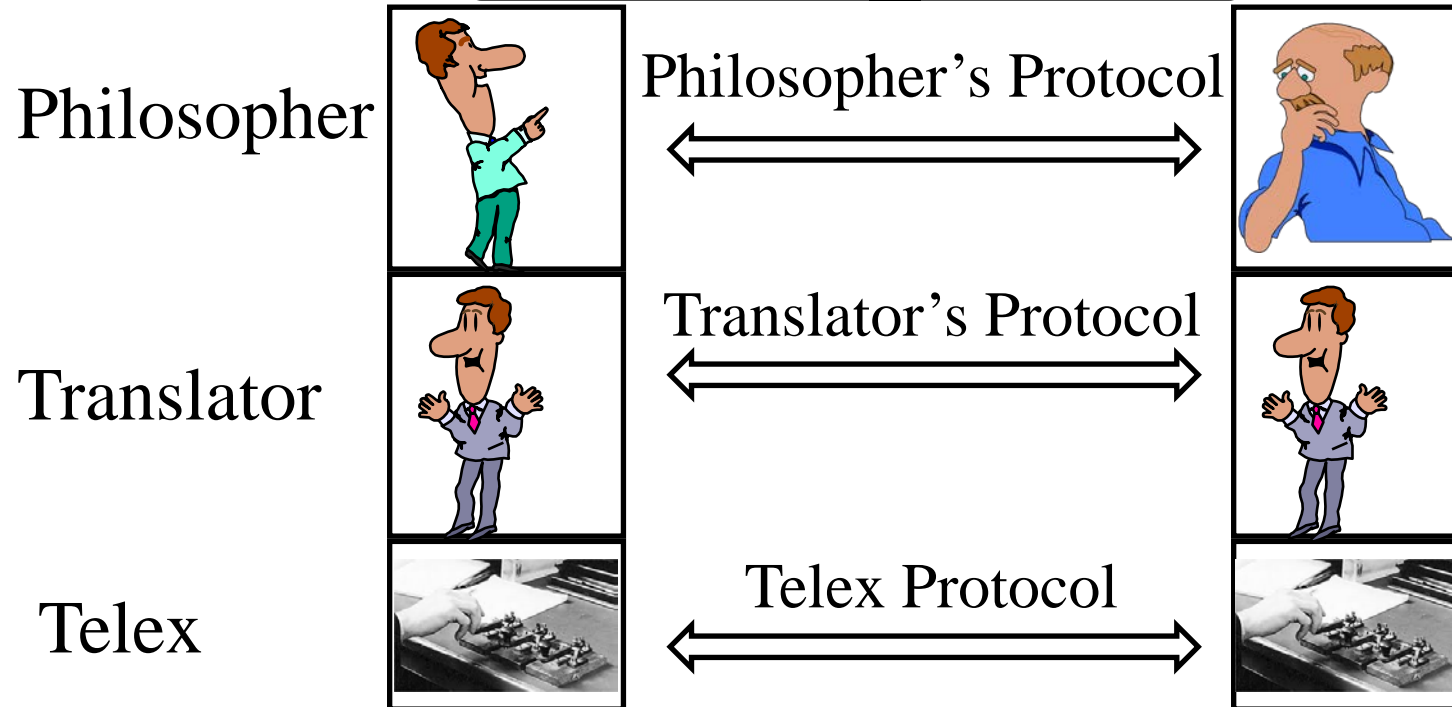 Philosopher
Philosopher’s Protocol
Translator
Translator’s Protocol
Telex
Telex Protocol